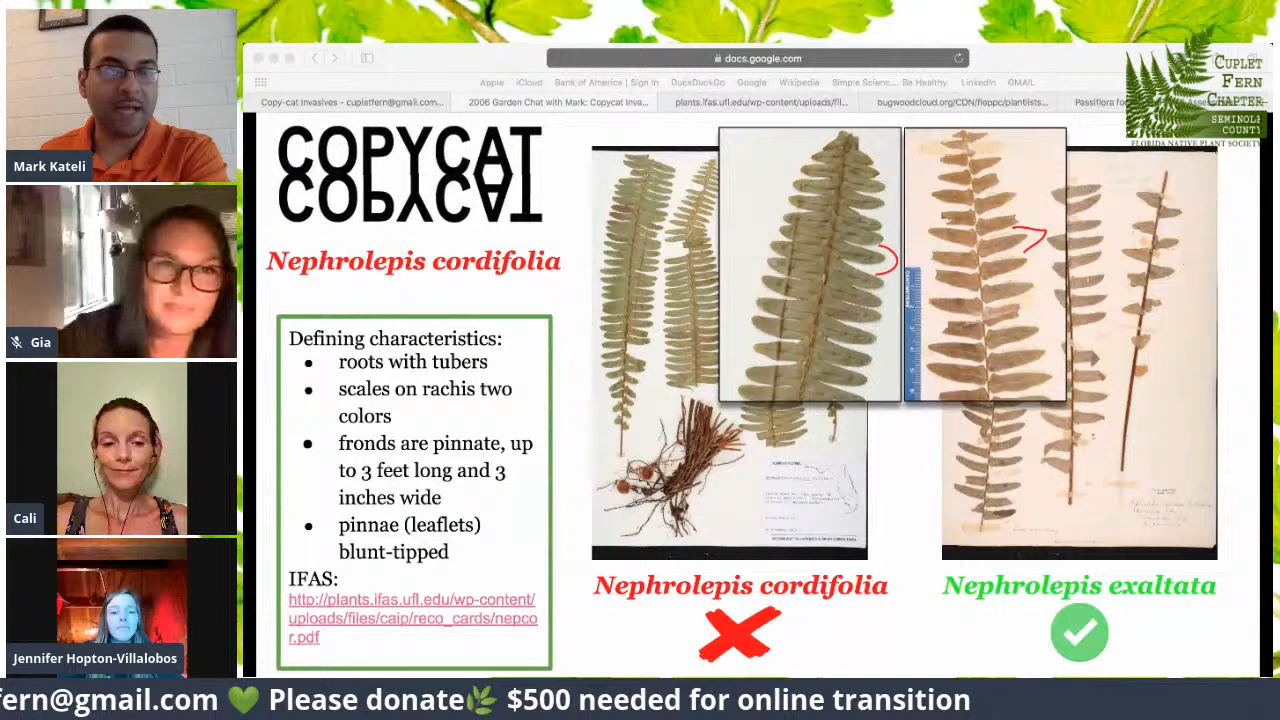 docs.google.com
Apple iCloud Bank of America | Sign In DuckDuckGo Google Wikipedia Simple Scienc... Be Healthy. LinkedIn GMAIL
Copy-cat Invasives - cupletfern@gmail.com...
2006 Garden Chat with Mark: Copycat Inva...
plants.ifas.ufl.edu/wp-content/uploads/fil...
bugwoodcloud.org/CDN/fleppc/plantlists...
Passiflora fo
CUPLET
FERN
CHAPTER
SEMINOLE
COUNTY
FLORIDA NATIVE PLANT SOCIETY
Mark Kateli
Gia
Cali
Jennifer Hopton-Villalobos
COPYCAT
COPYCAT
Nephrolepis cordifolia
Defining characteristics:
● roots with tubers
● scales on rachis two
colors
● fronds are pinnate, up
to 3 feet long and 3
inches wide
● pinnae (leaflets)
blunt-tipped
IFAS:
http://plants.ifas.ufl.edu/wp-content/
uploads/files/caip/reco_cards/nepco
r.pdf
Nephrolepis cordifolia
Nephrolepis exaltata
fern@gmail.com 💚 Please donate🌿 $500 needed for online transition